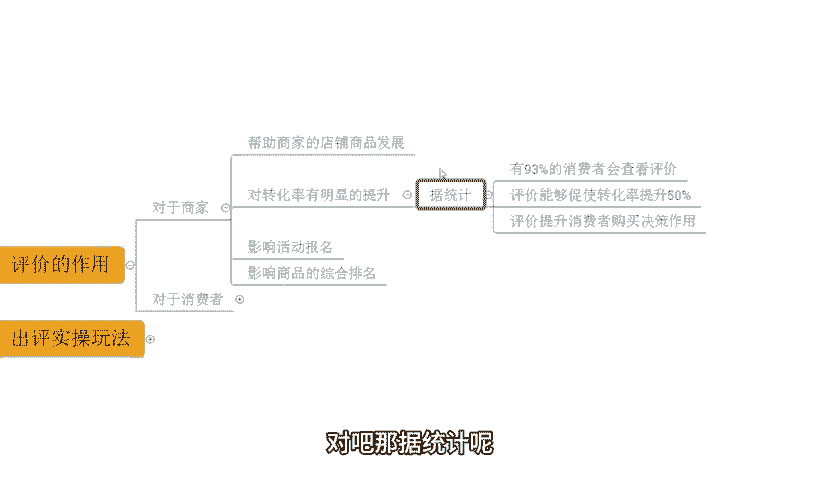 帮助商家的店铺商品发展
有93%的消费者会查看评价
对转化率有明显的提升
据统计
评价能够促使转化率提升50%
对于商家
评价提升消费者购买决策作用
影响活动报名
评价的作用
影响商品的综合排名
对于消费者
出评实操玩法
对吧那据统计呢